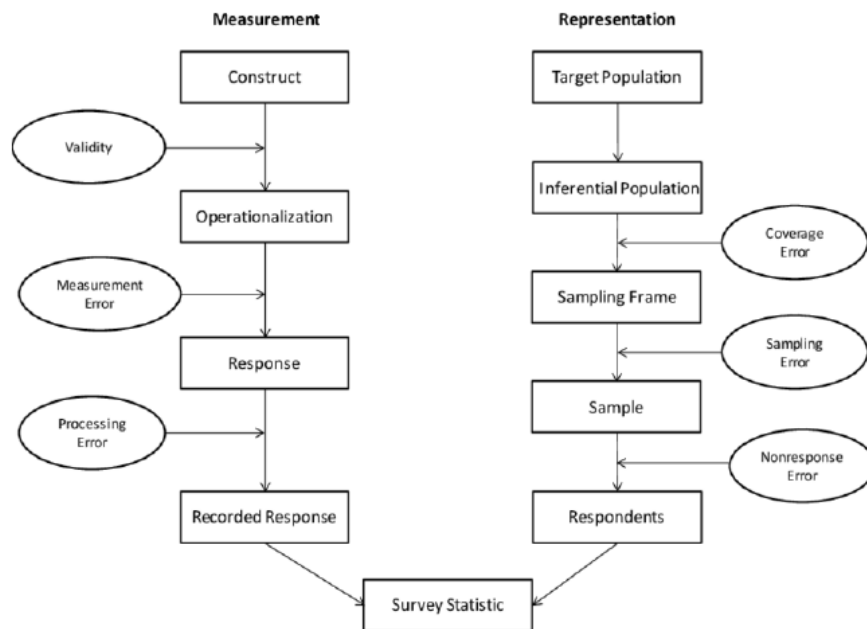 Measurement
Representation
Construct
Target Population
Validity
Operationalization
Inferential Population
Coverage
Error
Measurement
Error
Sampling Frame
Response
Sampling
Error
Sample
Processing
Error
Nonresponse
Error
Recorded Response
Respondents
Survey Statistic